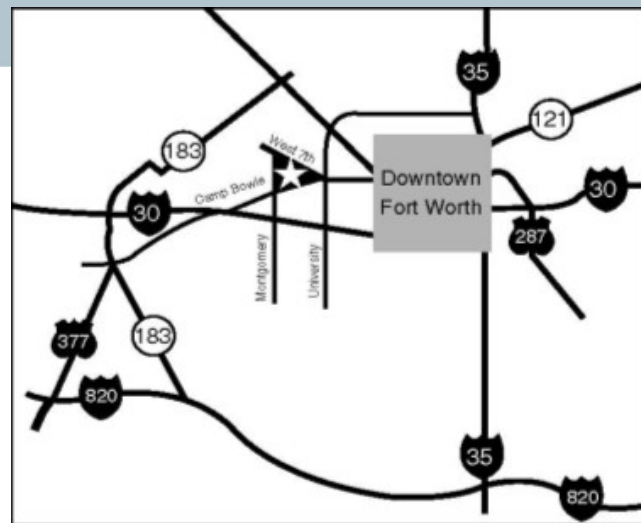 35
121
183
West 7th
Downtown
Fort Worth
Camp Bowie
30
30
287
Montgomery
University
377
183
820
35
820